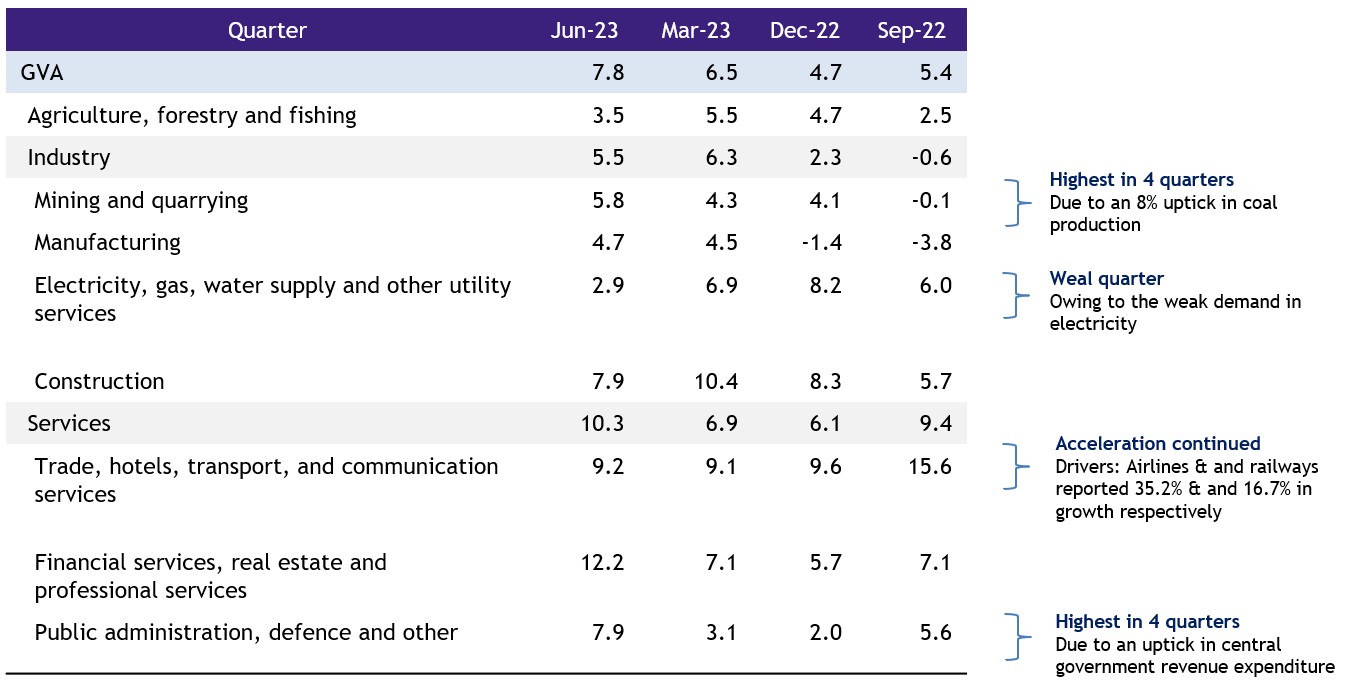 Quarter Jun-23 Mar-23 Dec-22 Sep-22
GVA 7.8 6.5 4.7 5.4
Agriculture, forestry and fishing 3.5 5.5 4.7 2.5
Industry 5.5 6.3 2.3 -0.6
Mining and quarrying 5.8 4.3 4.1 -0.1
Manufacturing 4.7 4.5 -1.4 -3.8
Electricity, gas, water supply and other utility 2.9 6.9 8.2 6.0
services
Construction 7.9 10.4 8.3 5.7
Services 10.3 6.9 6.1 9.4
Trade, hotels, transport, and communication 9.2 9.1 9.6 15.6
services
Financial services, real estate and 12.2 7.1 5.7 7.1
professional services
Public administration, defence and other 7.9 3.1 2.0 5.6
Highest in 4 quarters
Due to an 8% uptick in coal
production
Weal quarter
Owing to the weak demand in
electricity
Acceleration continued
Drivers: Airlines & and railways
reported 35.2% & and 16.7% in
growth respectively
Highest in 4 quarters
Due to an uptick in central
government revenue expenditure